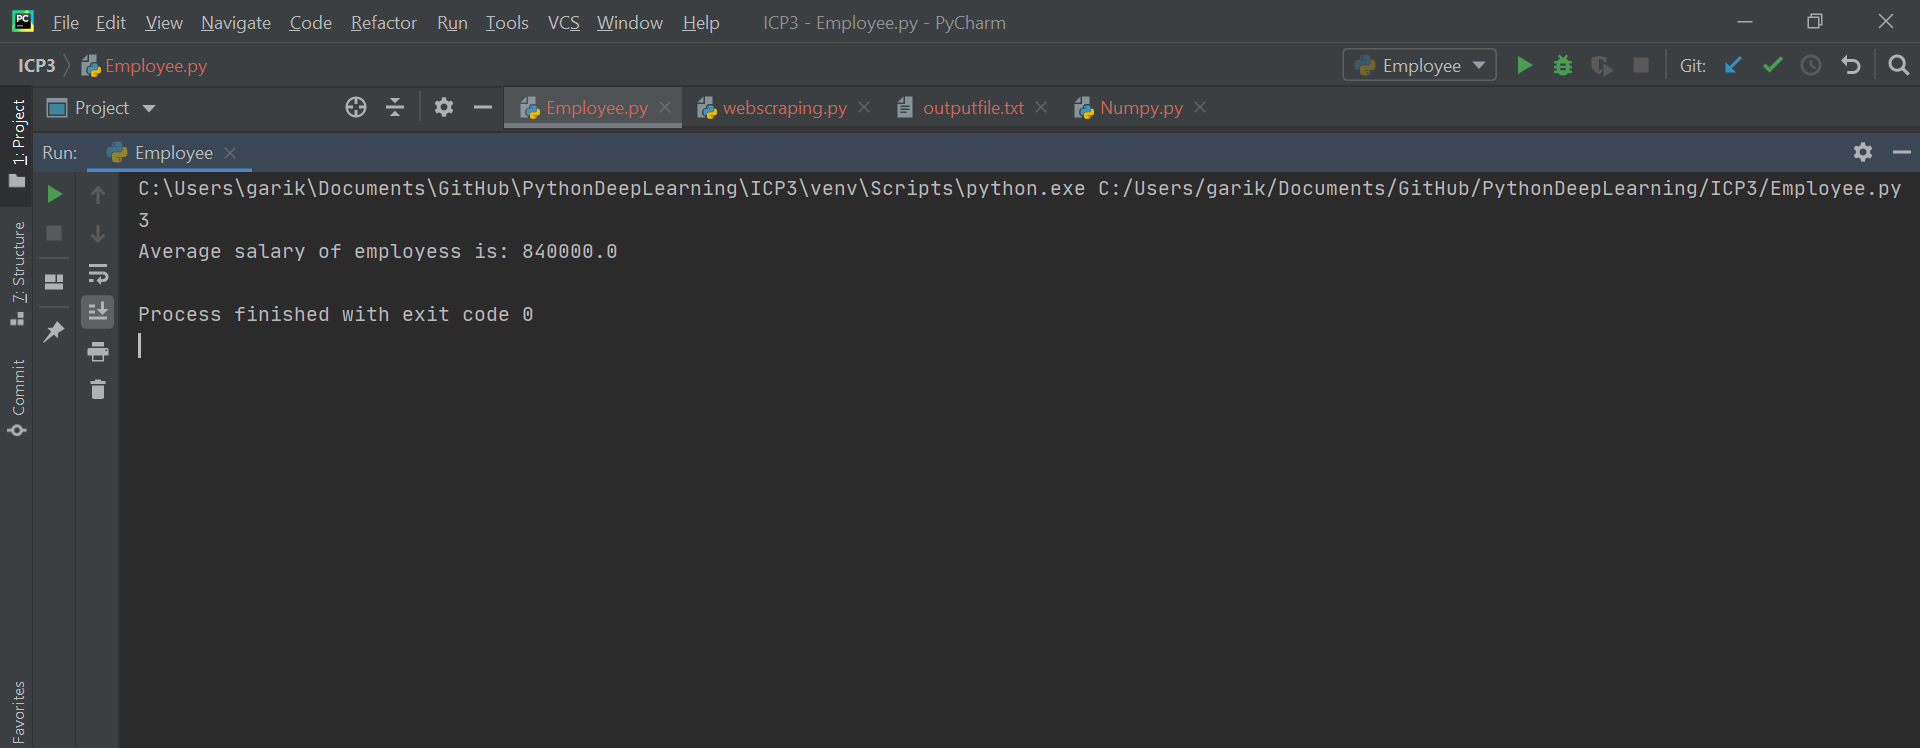 PC File Edit View Navigate Code Refactor Run Tools VCS Window Help ICP3 - Employee.py - PyCharm
ICP3 Employee.py Employee Git:
Project Employee.py webscraping.py outputfile.txt Numpy.py
Run: Employee
C:\Users\garik\Documents\GitHub\PythonDeepLearning\ICP3\venv\Scripts\python.exe C:/Users/garik/Documents/GitHub/PythonDeepLearning/ICP3/Employee.py
3
Average salary of employess is: 840000.0
Process finished with exit code 0
1: Project
7: Structure
Commit
Favorites